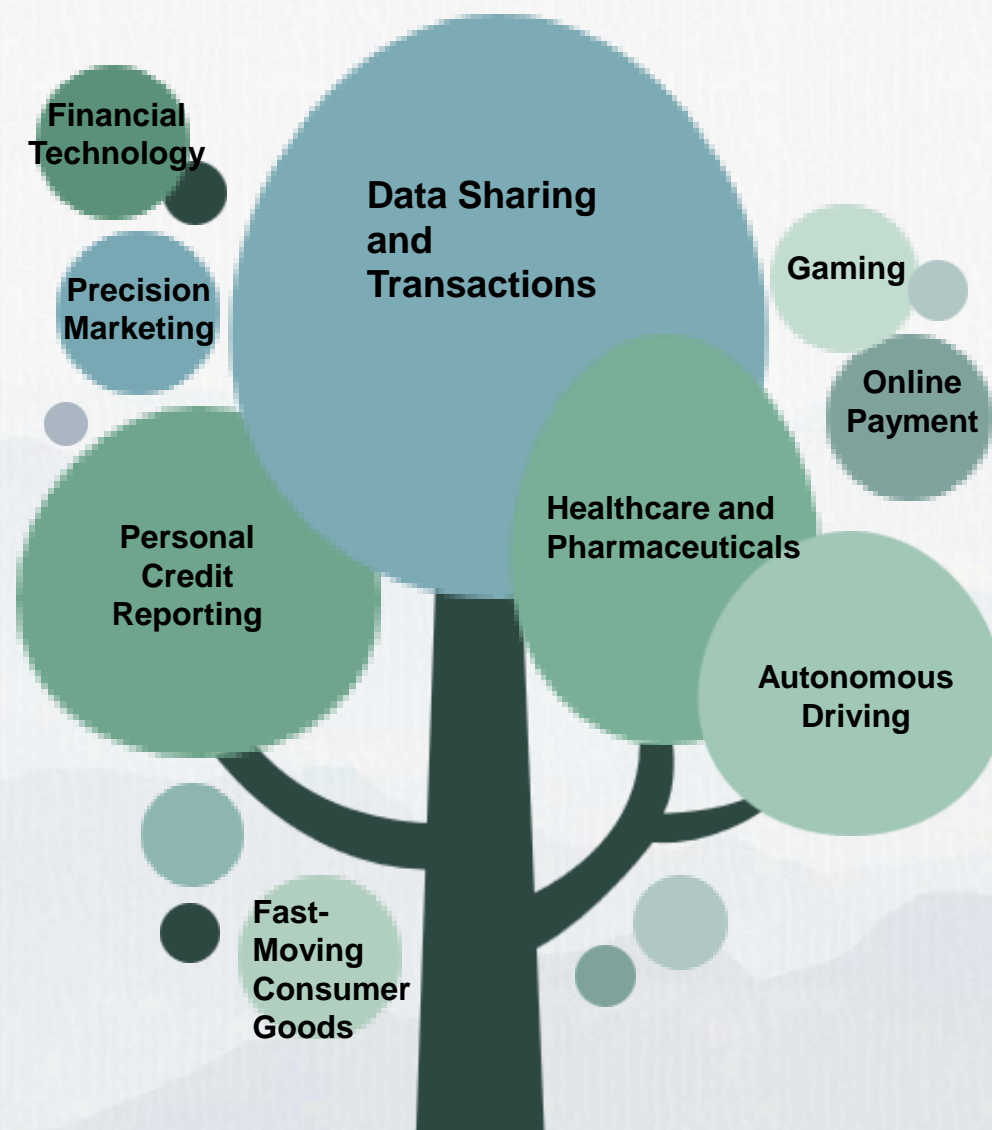 Financial
Technology
Data Sharing
and
Transactions
Precision
Marketing
Gaming
Online
Payment
Personal
Credit
Reporting
Healthcare and
Pharmaceuticals
Autonomous
Driving
Fast-
Moving
Consumer
Goods